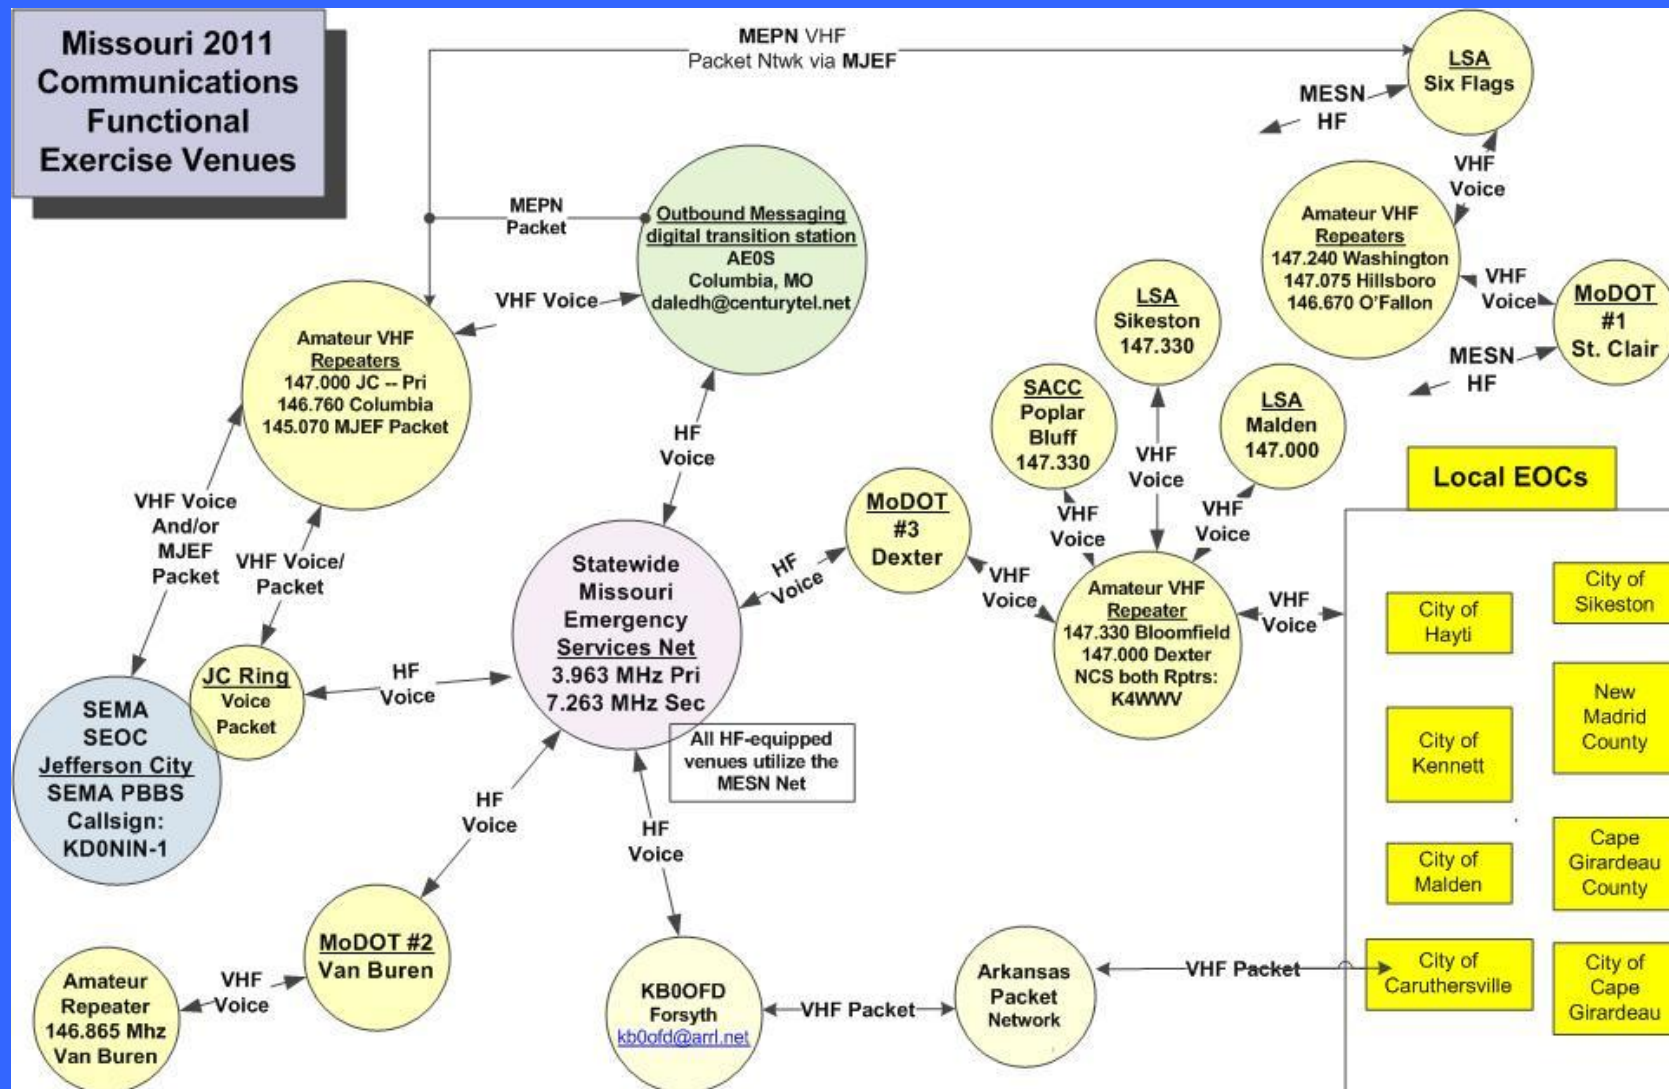 Missouri 2011
Communications
Functional
Exercise Venues
MEPN VHF
Packet Ntwk via MJEF
LSA
Six Flags
MESN
HF
VHF
Voice
Amateur VHF
Repeaters
147.240 Washington
147.075 Hillsboro
146.670 O'Fallon
VHF
Voice
MoDOT
#1
St. Clair
MESN
HF
MEPN
Packet
Outbound Messaging
digital transition station
AE0S
Columbia, MO
daledh@centurytel.net
VHF Voice
Amateur VHF
Repeaters
147.000 JC -- Pri
146.760 Columbia
145.070 MJEF Packet
HF
Voice
VHF Voice
And/or
MJEF
Packet
VHF Voice/
Packet
JC Ring
Voice
Packet
HF
Voice
SEMA
SEOC
Jefferson City
SEMA PBBS
Callsign:
KD0NIN-1
Statewide
Missouri
Emergency
Services Net
3.963 MHz Pri
7.263 MHz Sec
All HF-equipped
venues utilize the
MESN Net
HF
Voice
MoDOT
#3
Dexter
VHF
Voice
SACC
Poplar
Bluff
147.330
LSA
Sikeston
147.330
LSA
Malden
147.000
VHF
Voice
VHF
Voice
VHF
Voice
Amateur VHF
Repeater
147.330 Bloomfield
147.000 Dexter
NCS both Rptrs:
K4WWV
VHF
Voice
Local EOCs
City of
Hayti
City of
Sikeston
City of
Kennett
New
Madrid
County
City of
Malden
Cape
Girardeau
County
City of
Caruthersville
City of
Cape
Girardeau
HF
Voice
MoDOT #2
Van Buren
VHF
Voice
Amateur
Repeater
146.865 Mhz
Van Buren
HF
Voice
KB0OFD
Forsyth
kb0ofd@arrl.net
VHF Packet
Arkansas
Packet
Network
VHF Packet